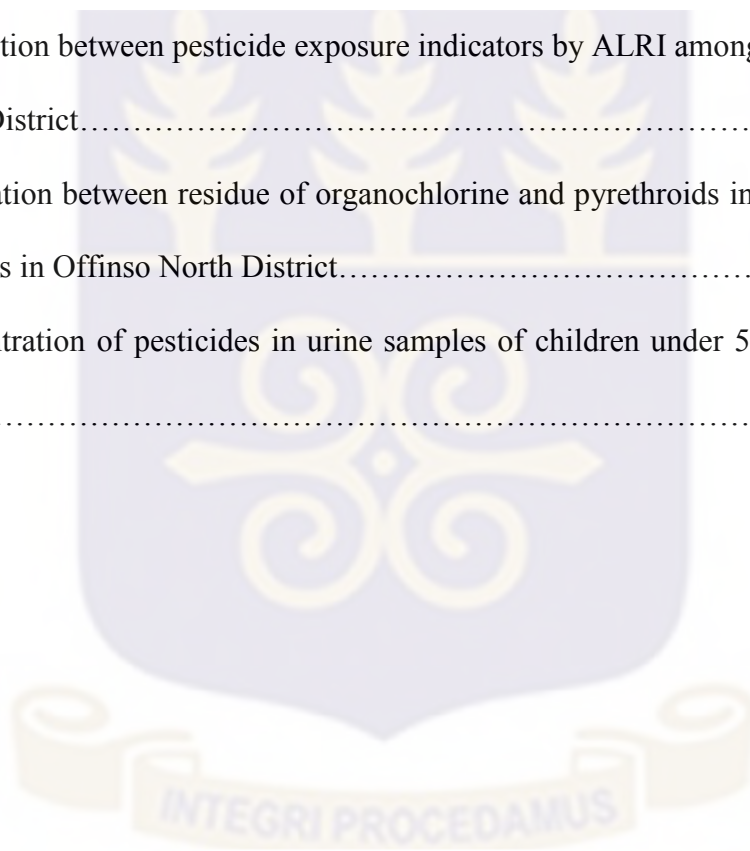 tion between pesticide exposure indicators by ALRI among
District……………………………………………………
ation between residue of organochlorine and pyrethroids in
s in Offinso North District……………………………………
tration of pesticides in urine samples of children under 5
……………………………………………………………
INTEGRI PROCEDAMUS